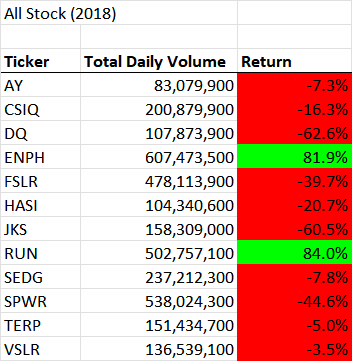 All Stock (2018)
Ticker Total Daily Volume Return
AY 83,079,900 -7.3%
CSIQ 200,879,900 -16.3%
DQ 107,873,900 -62.6%
ENPH 607,473,500 81.9%
FSLR 478,113,900 -39.7%
HASI 104,340,600 -20.7%
JKS 158,309,000 -60.5%
RUN 502,757,100 84.0%
SEDG 237,212,300 -7.8%
SPWR 538,024,300 -44.6%
TERP 151,434,700 -5.0%
VSLR 136,539,100 -3.5%